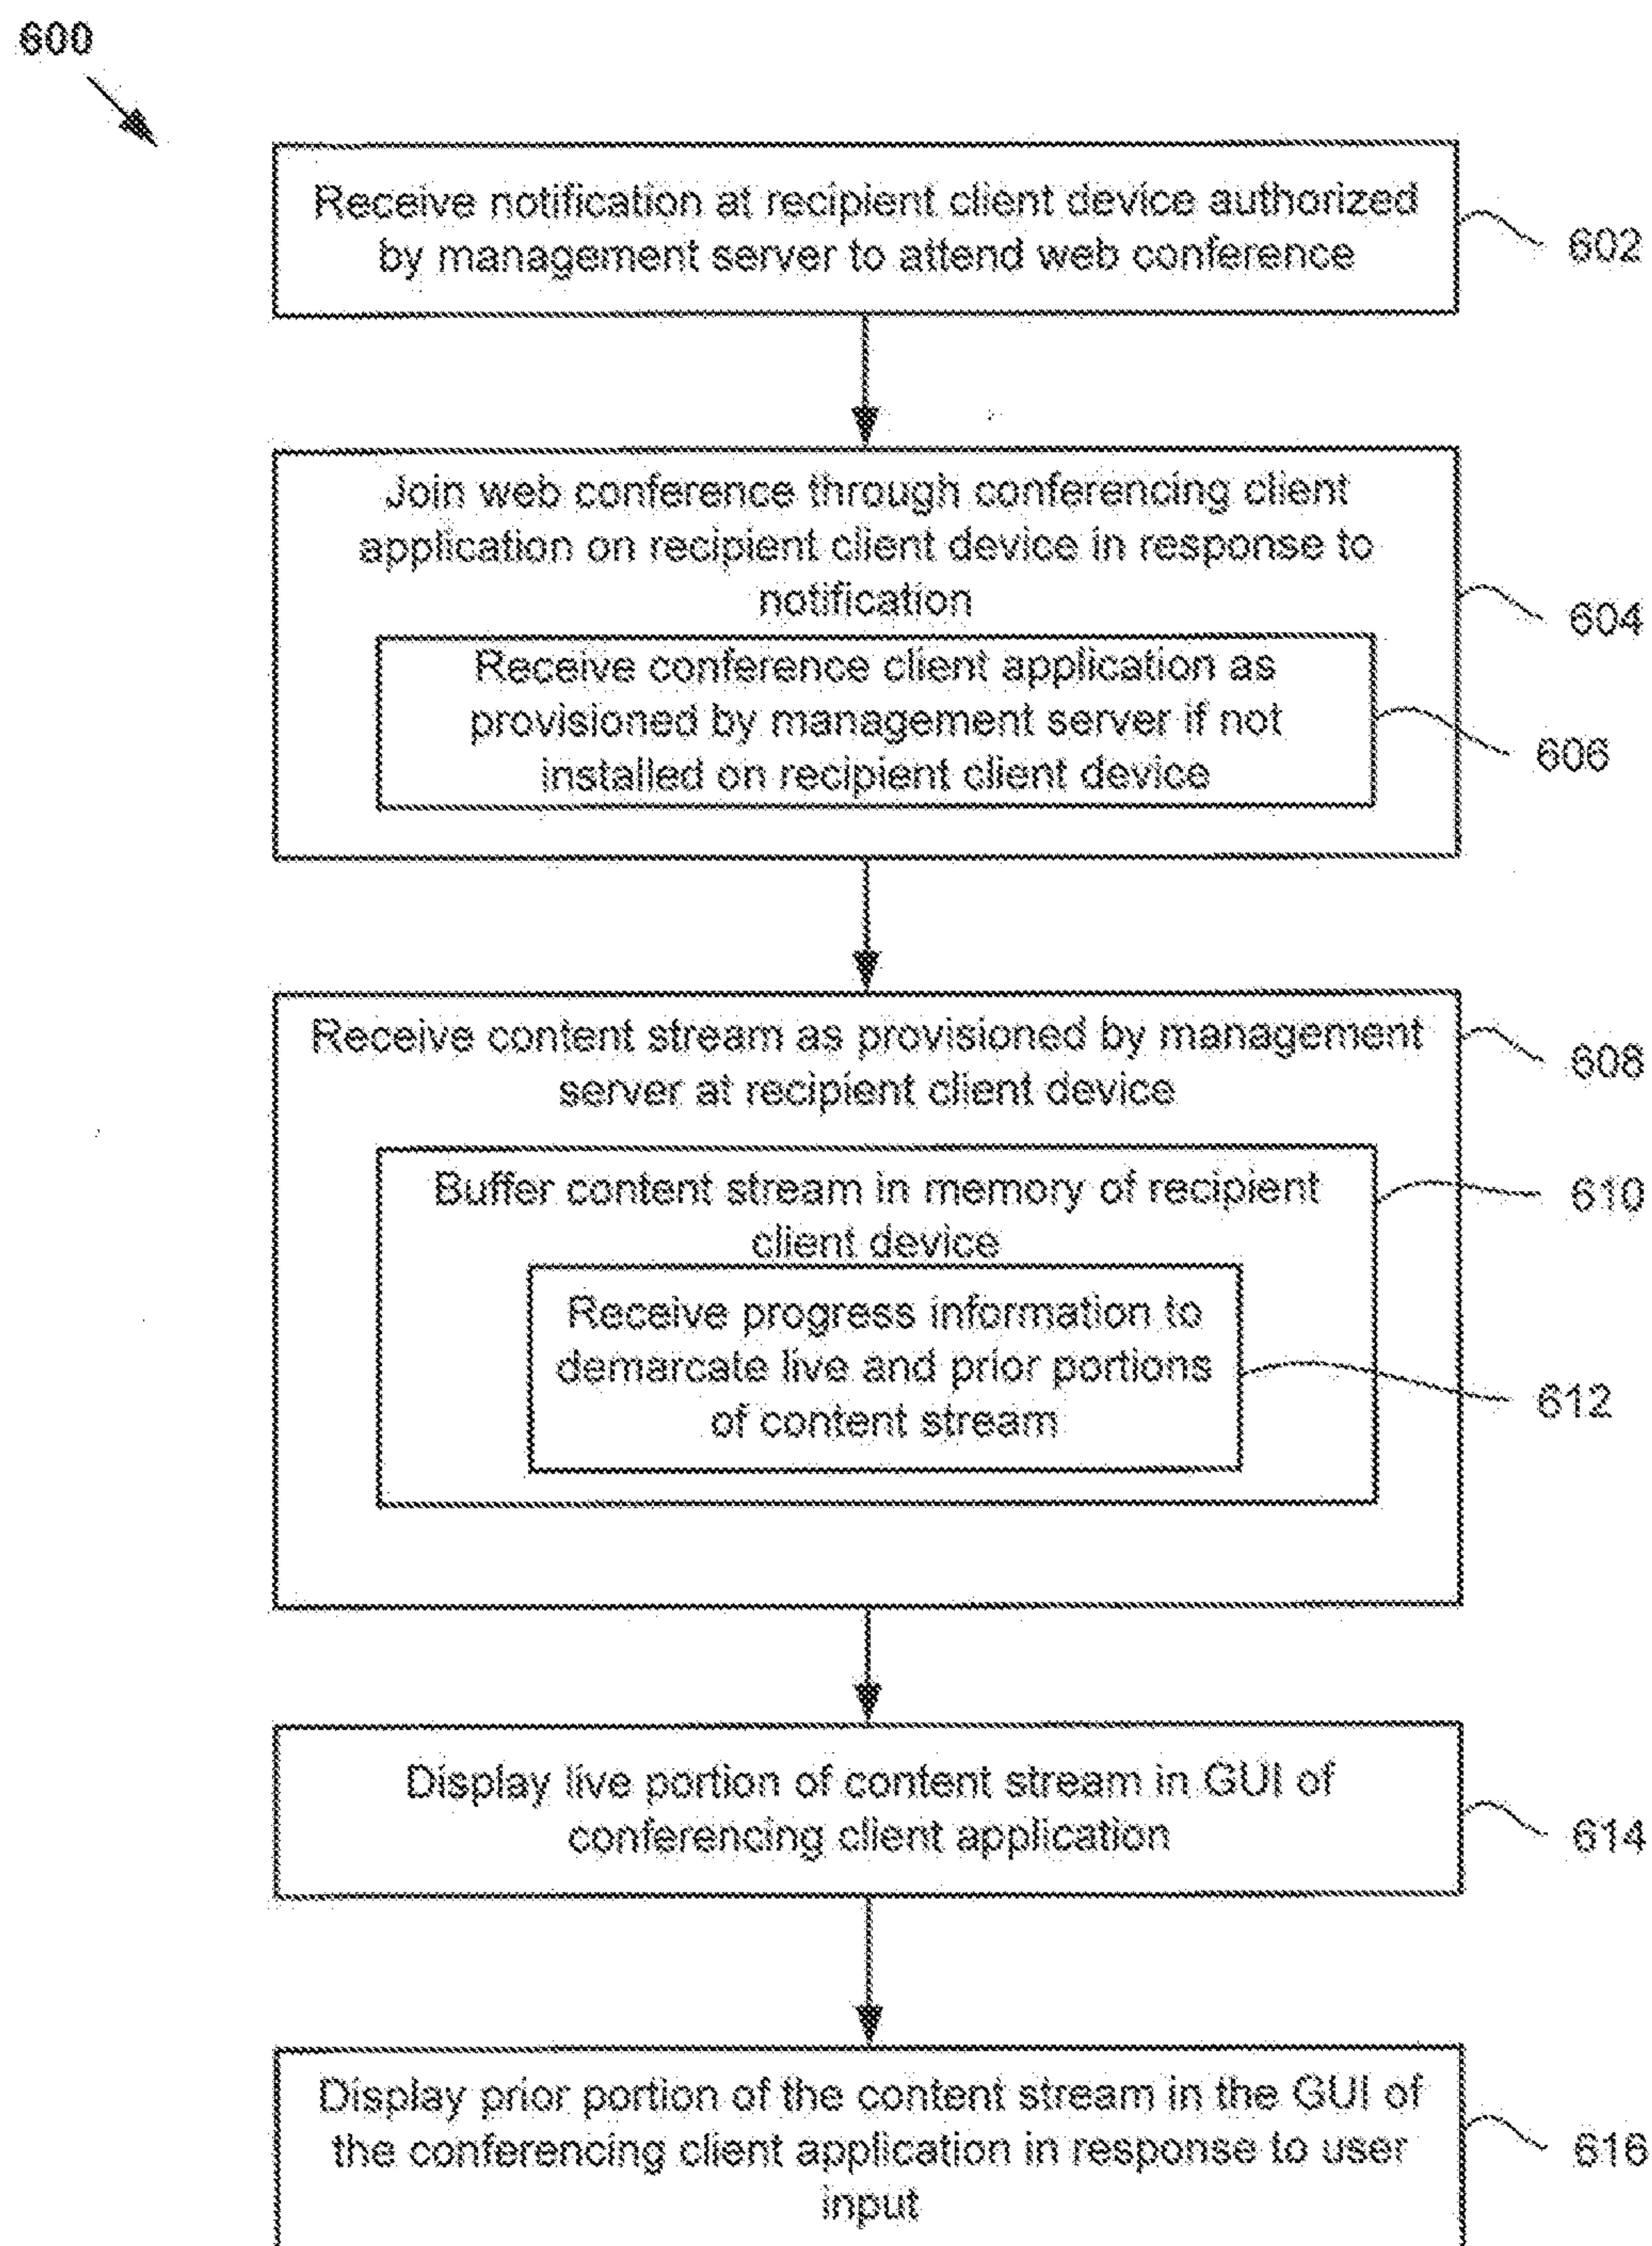 600
Receive notification at recipient client device authorized
by management server to attend web conference
602
Join web conference through conferencing client
application on recipient client device in response to
notification
604
Receive conference client application as
provisioned by management server if not
installed on recipient client device
606
Receive content stream as provisioned by management
server at recipient client device
608
Buffer content stream in memory of recipient
client device
610
Receive progress information to
demarcate live and prior portions
of content stream
612
Display live portion of content stream in GUI of
conferencing client application
614
Display prior portion of the content stream in the GUI of
the conferencing client application in response to user
input
616